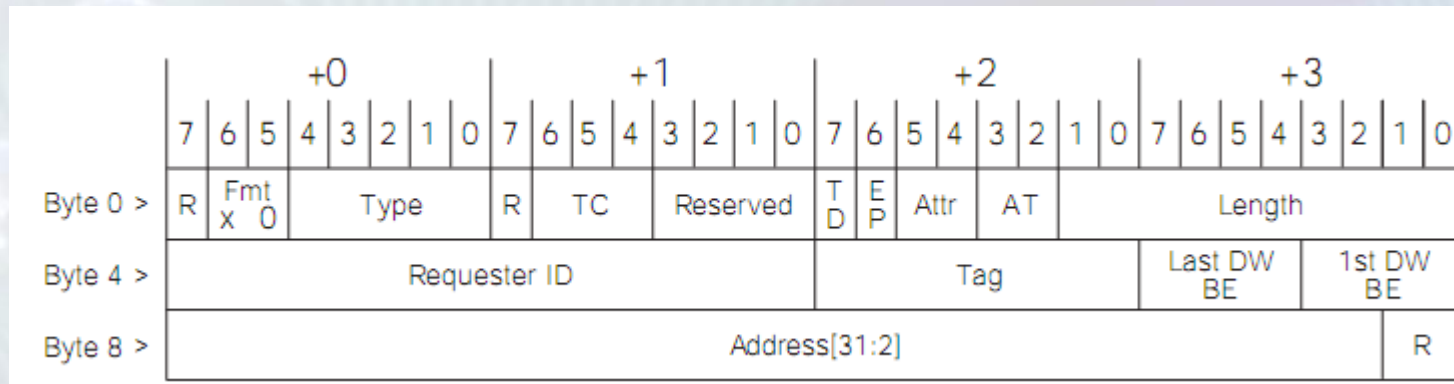 +0 +1 +2 +3
7 6 5 4 3 2 1 0 7 6 5 4 3 2 1 0 7 6 5 4 3 2 1 0 7 6 5 4 3 2 1 0
Byte 0 > R Fmt x 0 Type R TC Reserved TD EP Attr AT Length
Byte 4 > Requester ID Tag Last DW BE 1st DW BE
Byte 8 > Address[31:2] R